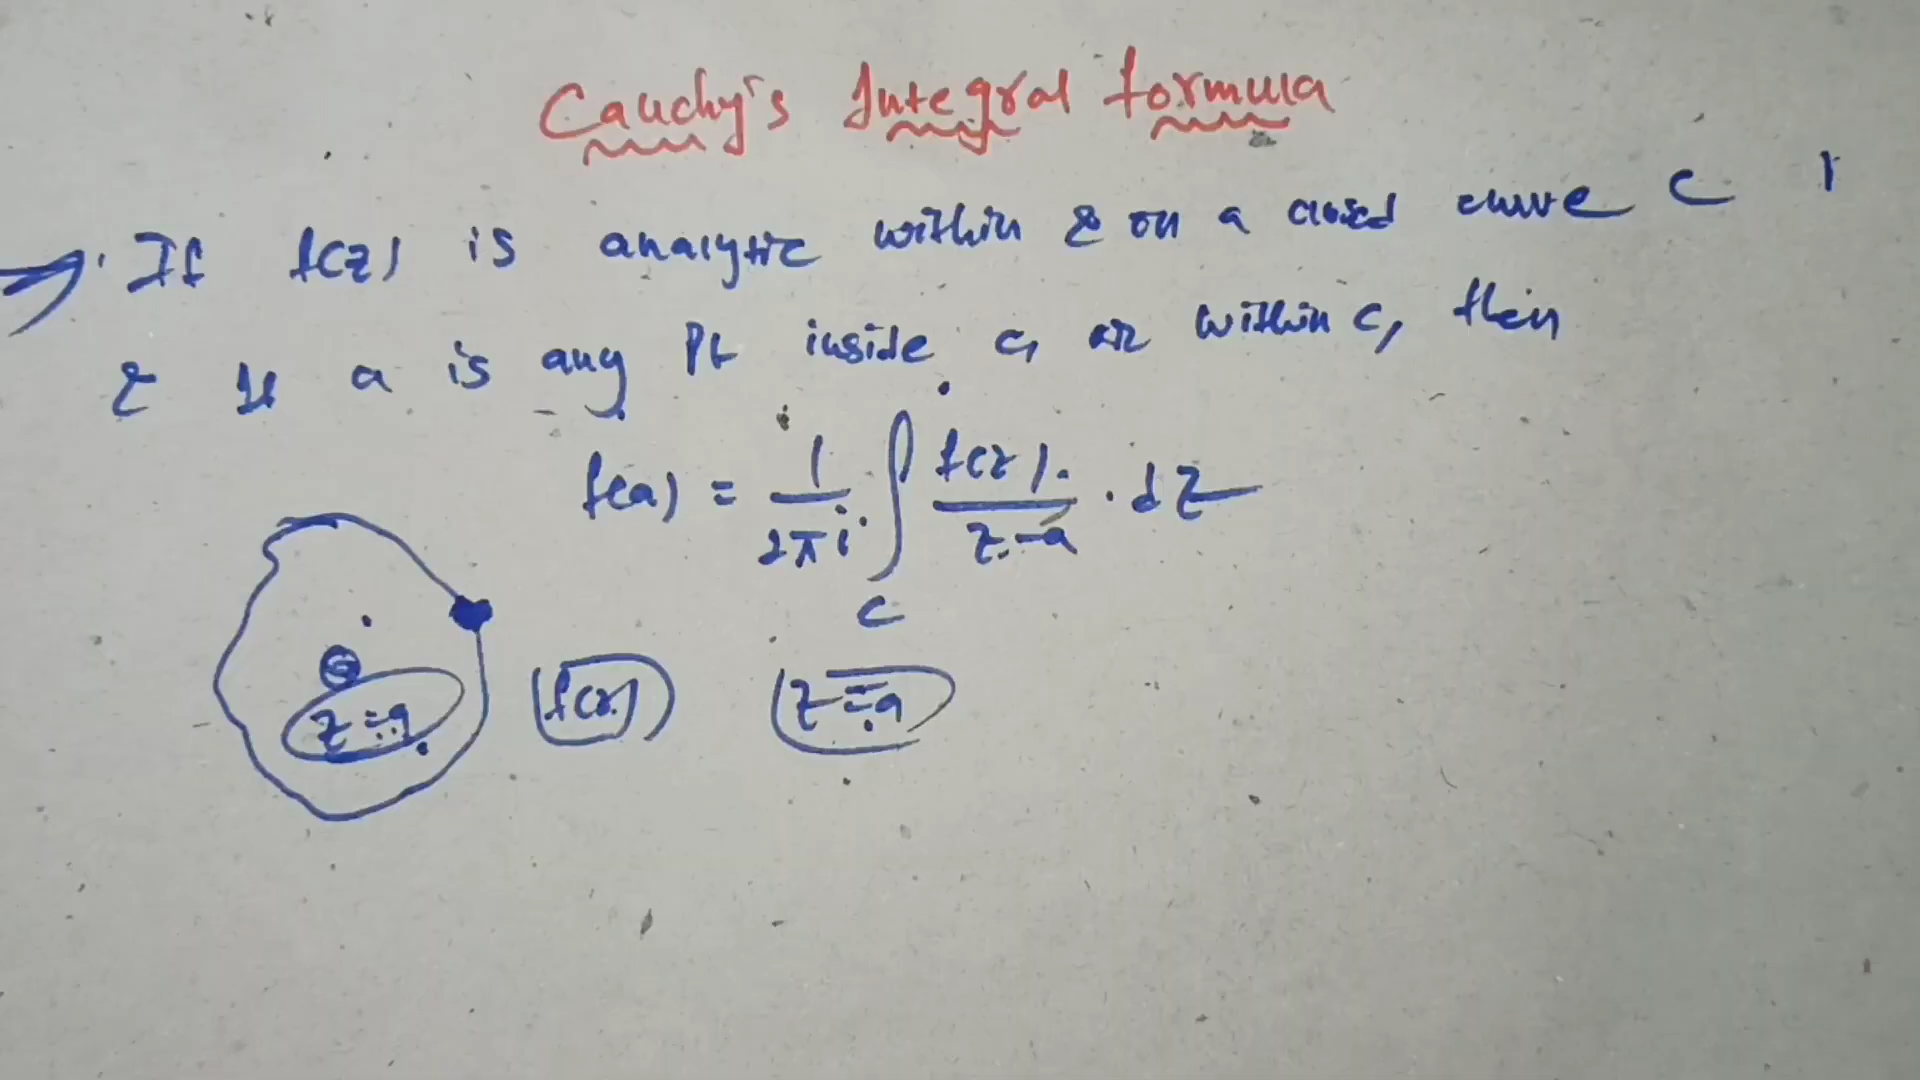 Cauchy's Integral formula
If f(z) is analytic within & on a closed curve C
& if a is any pt inside C, or within C, then
f(a) = 1/2πi ∫C f(z)/z-a · dz
z=a f(z) z=a